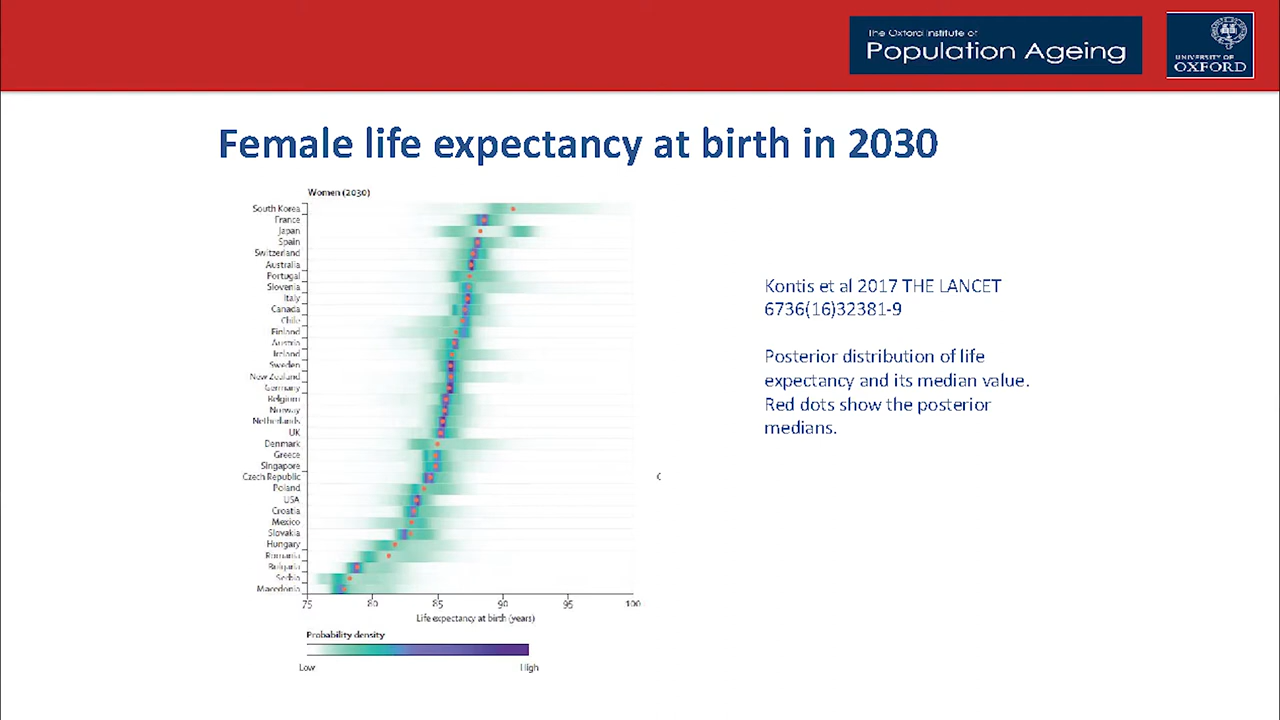 The Oxford Institute of
Population Ageing
UNIVERSITY OF
OXFORD
Female life expectancy at birth in 2030
Women (2030)
South Korea
France
Japan
Spain
Switzerland
Australia
Portugal
Slovenia
Italy
Canada
Chile
Finland
Austria
Ireland
Sweden
New Zealand
Germany
Belgium
Norway
Netherlands
UK
Denmark
Greece
Singapore
Czech Republic
Poland
USA
Croatia
Mexico
Slovakia
Hungary
Romania
Bulgaria
Serbia
Macedonia
75 80 85 90 95 100
Life expectancy at birth (years)
Probability density
Low High
C
Kontis et al 2017 THE LANCET
6736(16)32381-9
Posterior distribution of life
expectancy and its median value.
Red dots show the posterior
medians.